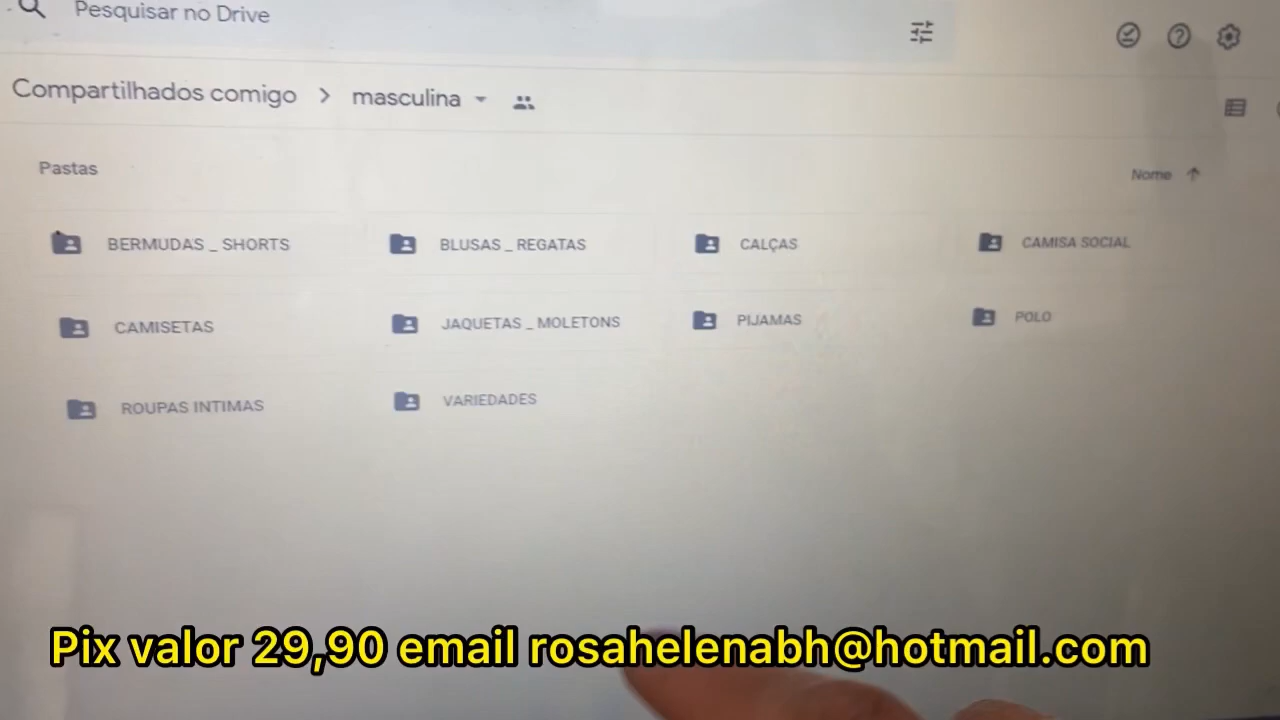 Pesquisar no Drive
Compartilhados comigo > masculina
Pastas
Nome
BERMUDAS _ SHORTS
BLUSAS _ REGATAS
CALÇAS
CAMISA SOCIAL
CAMISETAS
JAQUETAS _ MOLETONS
PIJAMAS
POLO
ROUPAS INTIMAS
VARIEDADES
Pix valor 29,90 email rosahelenabh@hotmail.com